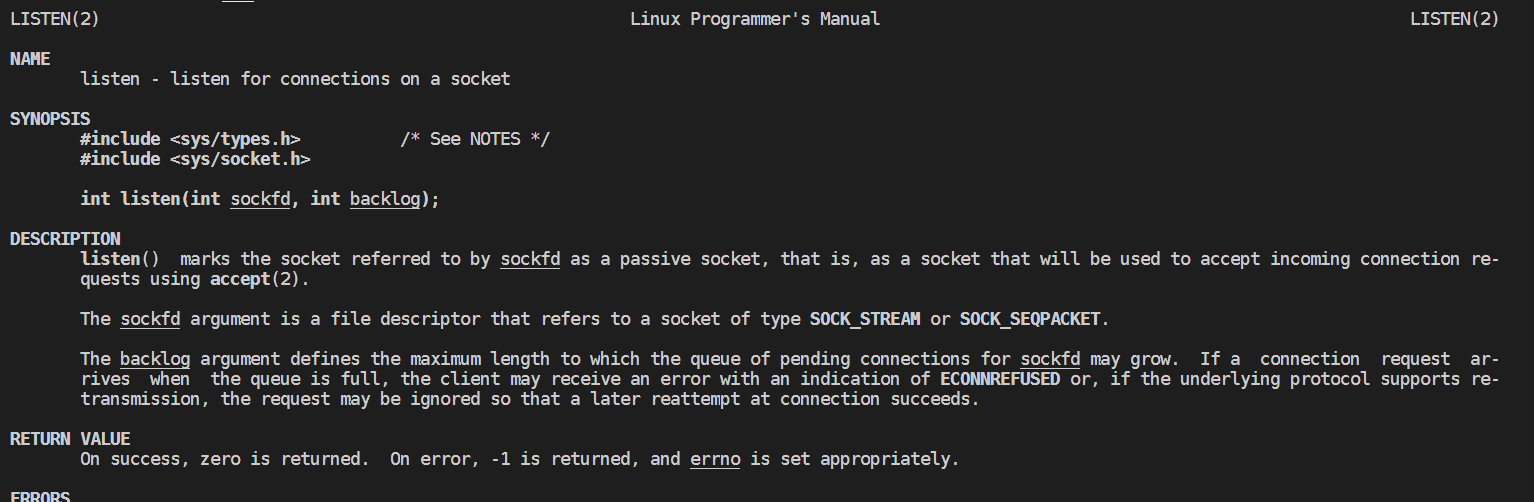 LISTEN(2) Linux Programmer's Manual LISTEN(2)
NAME
listen - listen for connections on a socket
SYNOPSIS
#include <sys/types.h> /* See NOTES */
#include <sys/socket.h>
int listen(int sockfd, int backlog);
DESCRIPTION
listen() marks the socket referred to by sockfd as a passive socket, that is, as a socket that will be used to accept incoming connection re-
quests using accept(2).
The sockfd argument is a file descriptor that refers to a socket of type SOCK_STREAM or SOCK_SEQPACKET.
The backlog argument defines the maximum length to which the queue of pending connections for sockfd may grow. If a connection request ar-
rives when the queue is full, the client may receive an error with an indication of ECONNREFUSED or, if the underlying protocol supports re-
transmission, the request may be ignored so that a later reattempt at connection succeeds.
RETURN VALUE
On success, zero is returned. On error, -1 is returned, and errno is set appropriately.
ERRORS